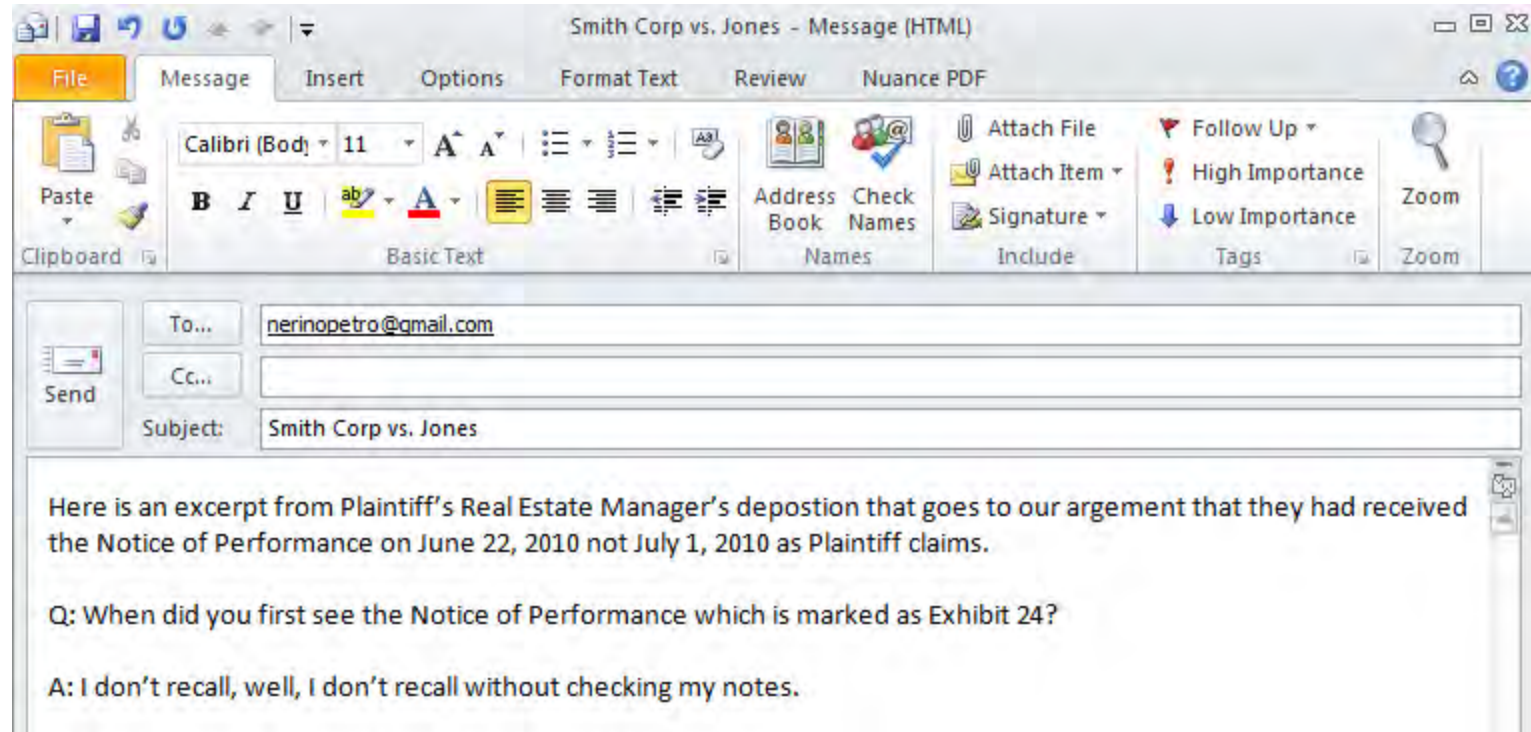 Smith Corp vs. Jones - Message (HTML)
File Message Insert Options Format Text Review Nuance PDF
Calibri (Body 11 A A Attach File Follow Up
Attach Item High Importance
Paste B I U ab A Address Check Signature Low Importance Zoom
Book Names
Clipboard Basic Text Names Include Tags Zoom
To... nerinopetro@gmail.com
Cc...
Send
Subject: Smith Corp vs. Jones
Here is an excerpt from Plaintiff's Real Estate Manager's depostion that goes to our argement that they had received
the Notice of Performance on June 22, 2010 not July 1, 2010 as Plaintiff claims.
Q: When did you first see the Notice of Performance which is marked as Exhibit 24?
A: I don't recall, well, I don't recall without checking my notes.